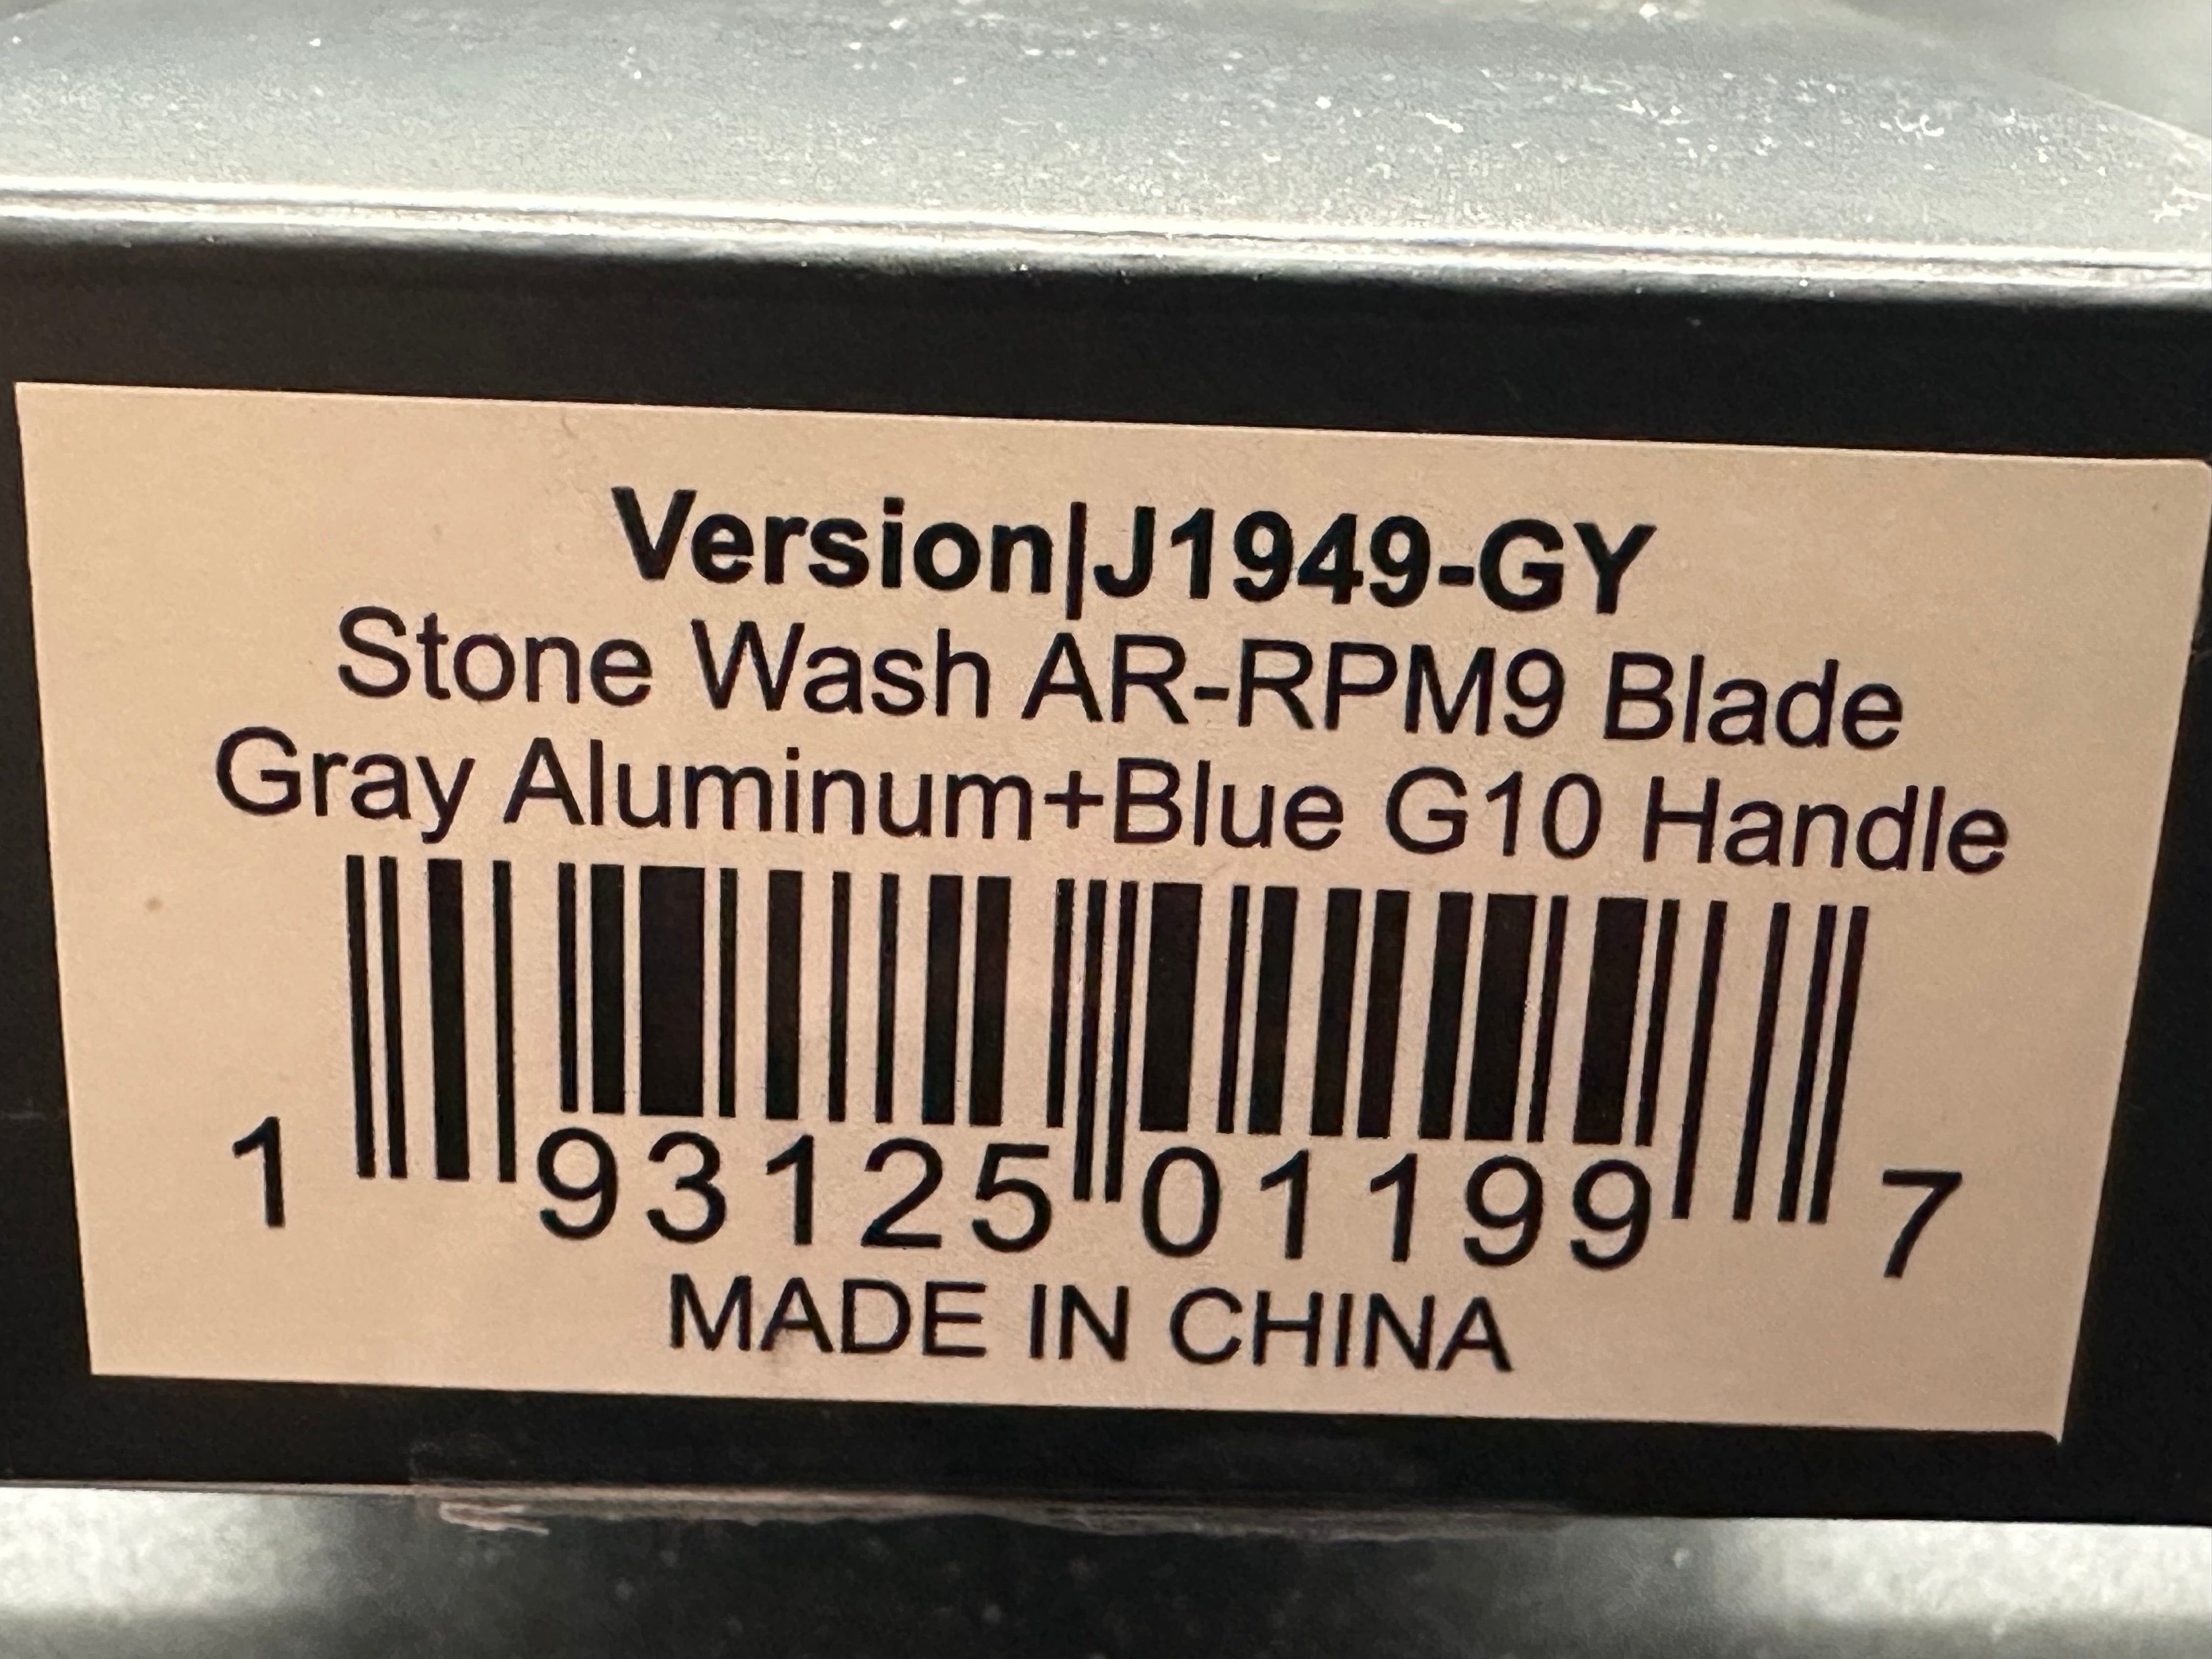 Version|J1949-GY
Stone Wash AR-RPM9 Blade
Gray Aluminum+Blue G10 Handle
1 93125 01199 7
MADE IN CHINA